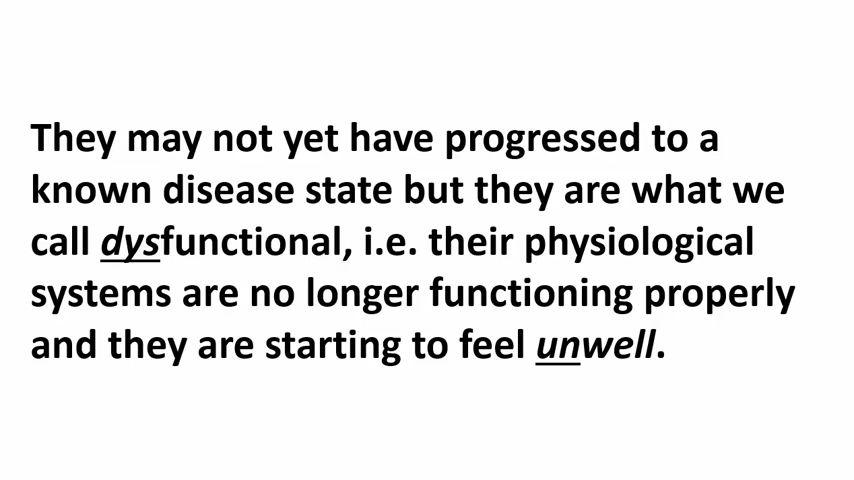 They may not yet have progressed to a
known disease state but they are what we
call dysfunctional, i.e. their physiological
systems are no longer functioning properly
and they are starting to feel unwell.